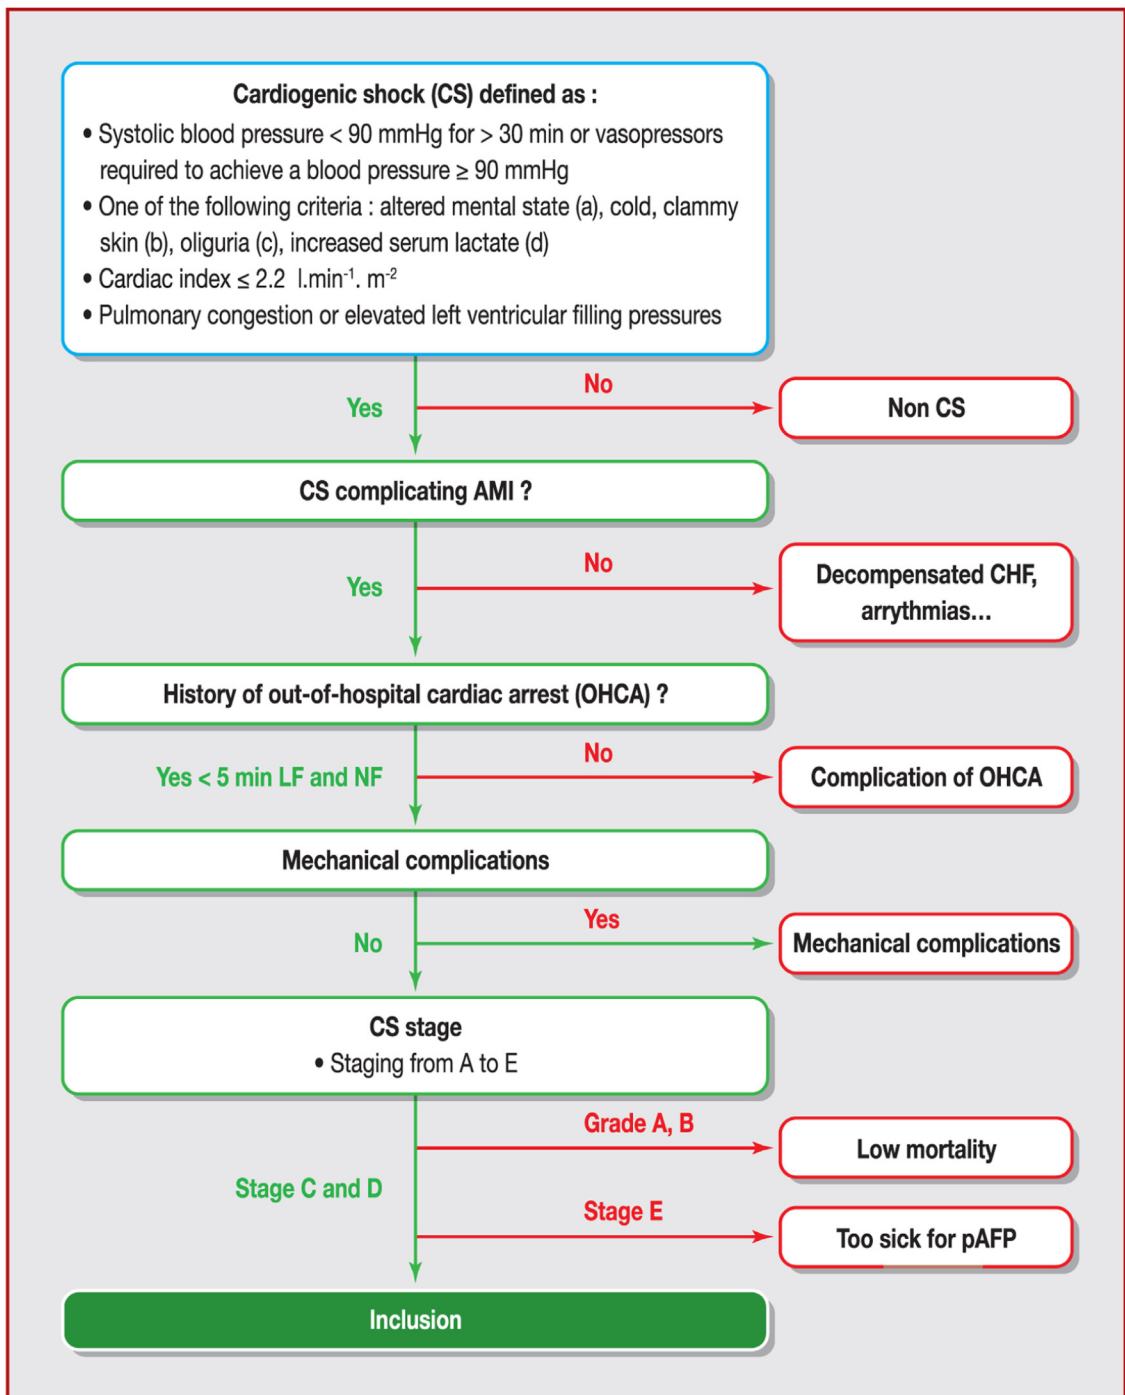 Cardiogenic shock (CS) defined as :
• Systolic blood pressure < 90 mmHg for > 30 min or vasopressors
required to achieve a blood pressure ≥ 90 mmHg
• One of the following criteria : altered mental state (a), cold, clammy
skin (b), oliguria (c), increased serum lactate (d)
• Cardiac index ≤ 2.2 l.min⁻¹. m⁻²
• Pulmonary congestion or elevated left ventricular filling pressures
No
Yes
Non CS
CS complicating AMI ?
No
Yes
Decompensated CHF,
arrythmias...
History of out-of-hospital cardiac arrest (OHCA) ?
No
Yes < 5 min LF and NF
Complication of OHCA
Mechanical complications
Yes
No
Mechanical complications
CS stage
• Staging from A to E
Grade A, B
Low mortality
Stage C and D
Stage E
Too sick for pAFP
Inclusion